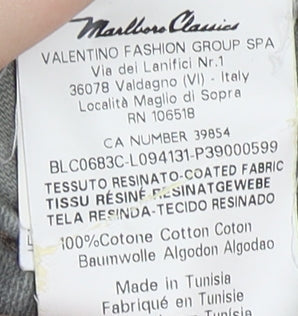 Marlboro Classics
VALENTINO FASHION GROUP SPA
Via dei Lanifici Nr.1
36078 Valdagno (VI) - Italy
Località Maglio di Sopra
RN 106518
CA NUMBER 39854
BLC0683C-L094131-P39000599
TESSUTO RESINATO-COATED FABRIC
TISSU RÉSINÉ-RESINATGEWEBE
TELA RESINDA-TECIDO RESINADO
100%Cotone Cotton Coton
Baumwolle Algodon Algodao
Made in Tunisia
Fabriqué en Tunisie
Tunisia